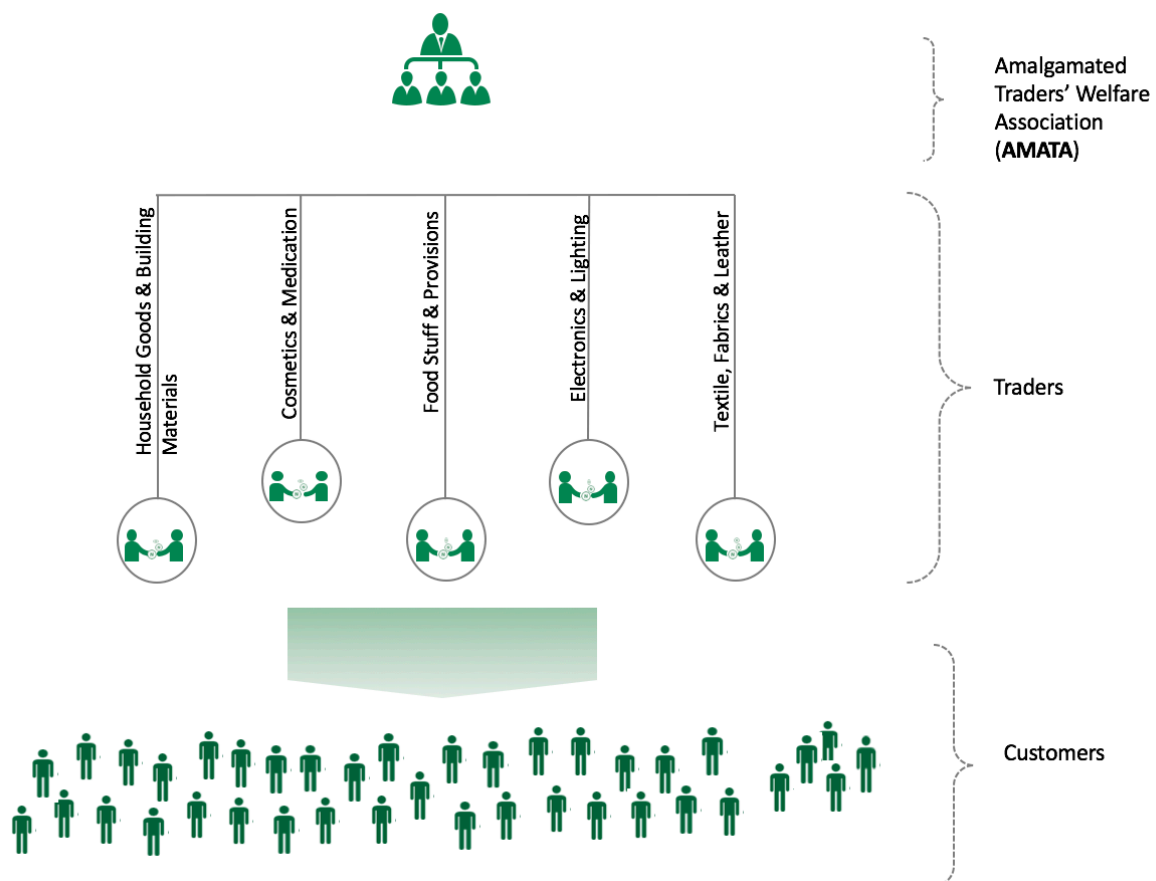 Amalgamated
Traders’ Welfare
Association
(AMATA)
Household Goods & Building
Materials
Cosmetics & Medication
Food Stuff & Provisions
Electronics & Lighting
Textile, Fabrics & Leather
Traders
Customers